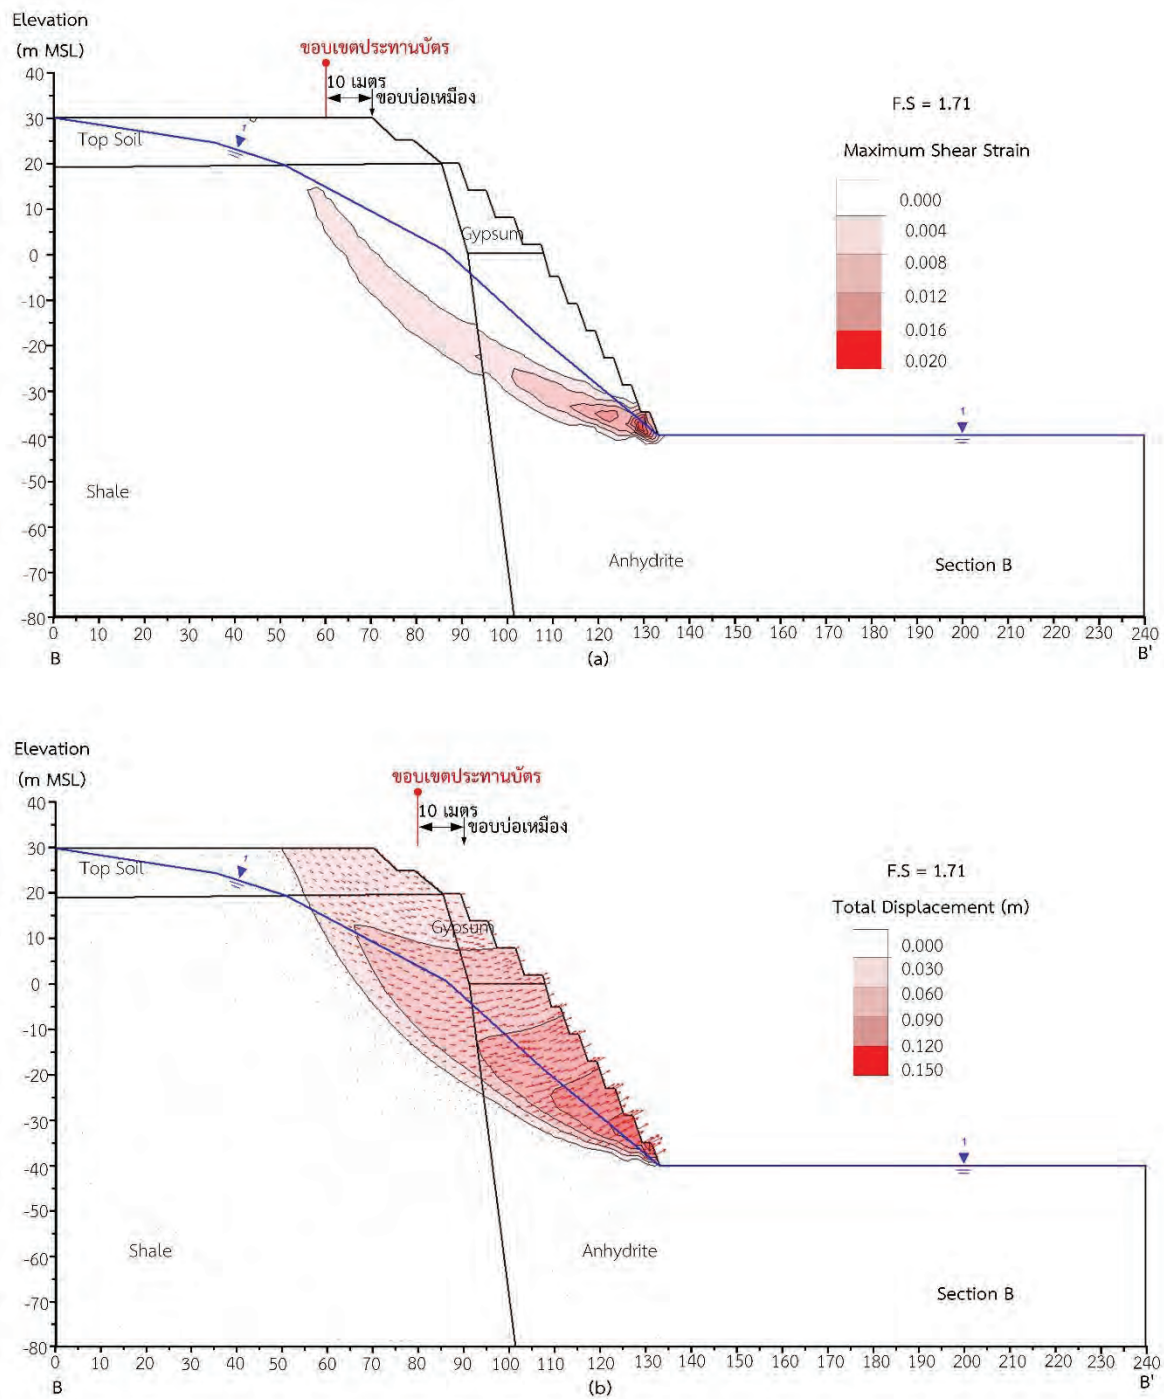 Elevation
(m MSL)
ขอบเขตประทานบัตร
40
10 เมตร
ขอบบ่อเหมือง
F.S = 1.71
30
Top Soil
1
Maximum Shear Strain
20
0.000
10
0.004
Gypsum
0
0.008
-10
0.012
0.016
-20
0.020
-30
1
-40
-50
Shale
-60
Anhydrite
Section B
-70
-80
0 10 20 30 40 50 60 70 80 90 100 110 120 130 140 150 160 170 180 190 200 210 220 230 240
B (a) B'
Elevation
(m MSL)
ขอบเขตประทานบัตร
40
10 เมตร
ขอบบ่อเหมือง
30
Top Soil
1
F.S = 1.71
20
Total Displacement (m)
10
Gypsum
0.000
0.030
0
0.060
0.090
-10
0.120
0.150
-20
-30
1
-40
-50
Shale
Anhydrite
-60
Section B
-70
-80
0 10 20 30 40 50 60 70 80 90 100 110 120 130 140 150 160 170 180 190 200 210 220 230 240
B (b) B'